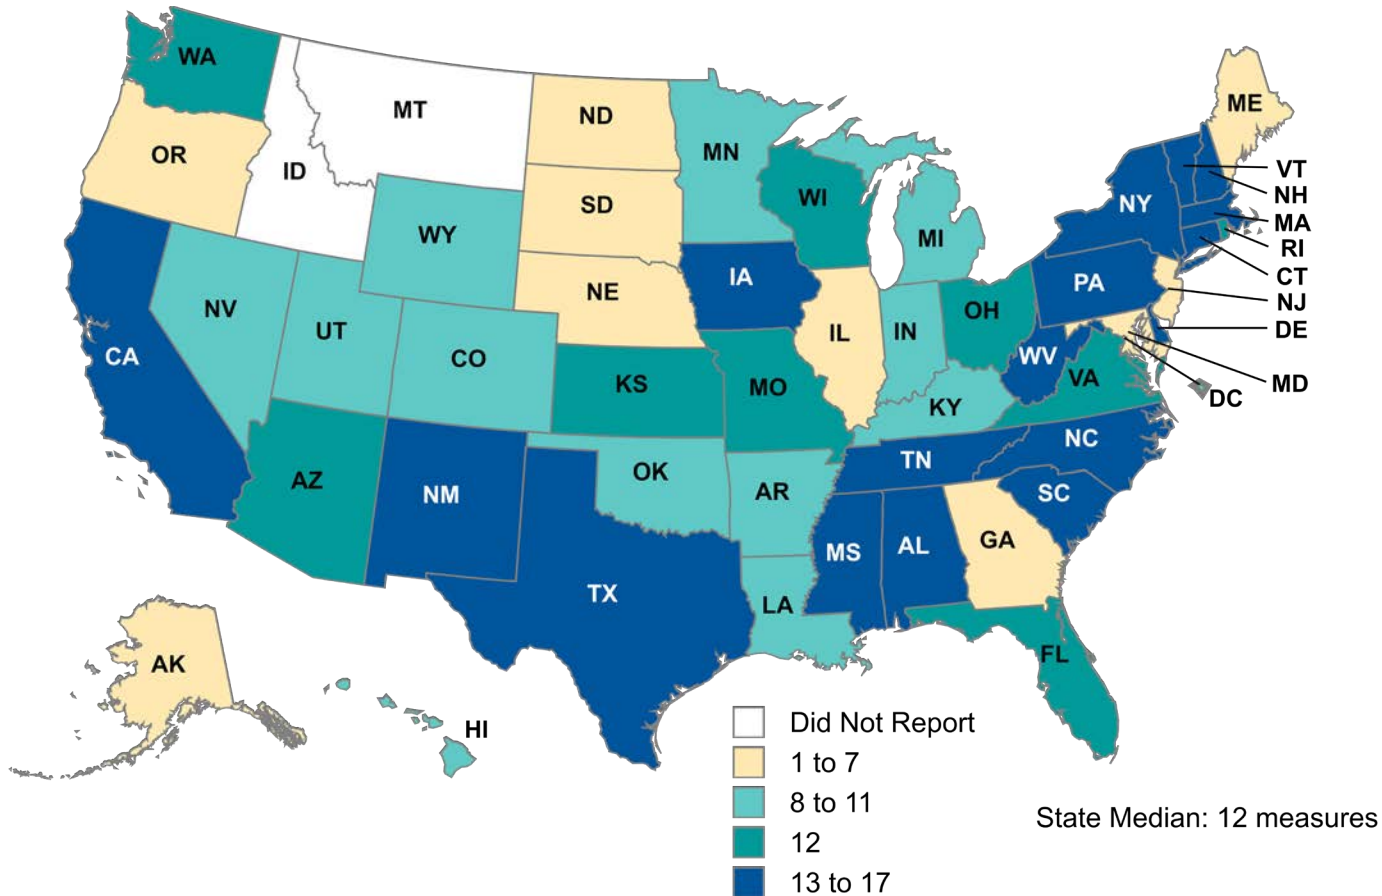 WA
MT
ND
MN
ME
OR
ID
SD
WI
VT
NH
NY
MA
WY
MI
RI
CT
NE
IA
PA
NJ
NV
OH
DE
UT
IL
IN
CA
CO
WV
MD
KS
MO
VA
DC
KY
NC
TN
AZ
NM
OK
AR
SC
GA
MS
AL
TX
LA
FL
AK
HI
Did Not Report
1 to 7
8 to 11
State Median: 12 measures
12
13 to 17